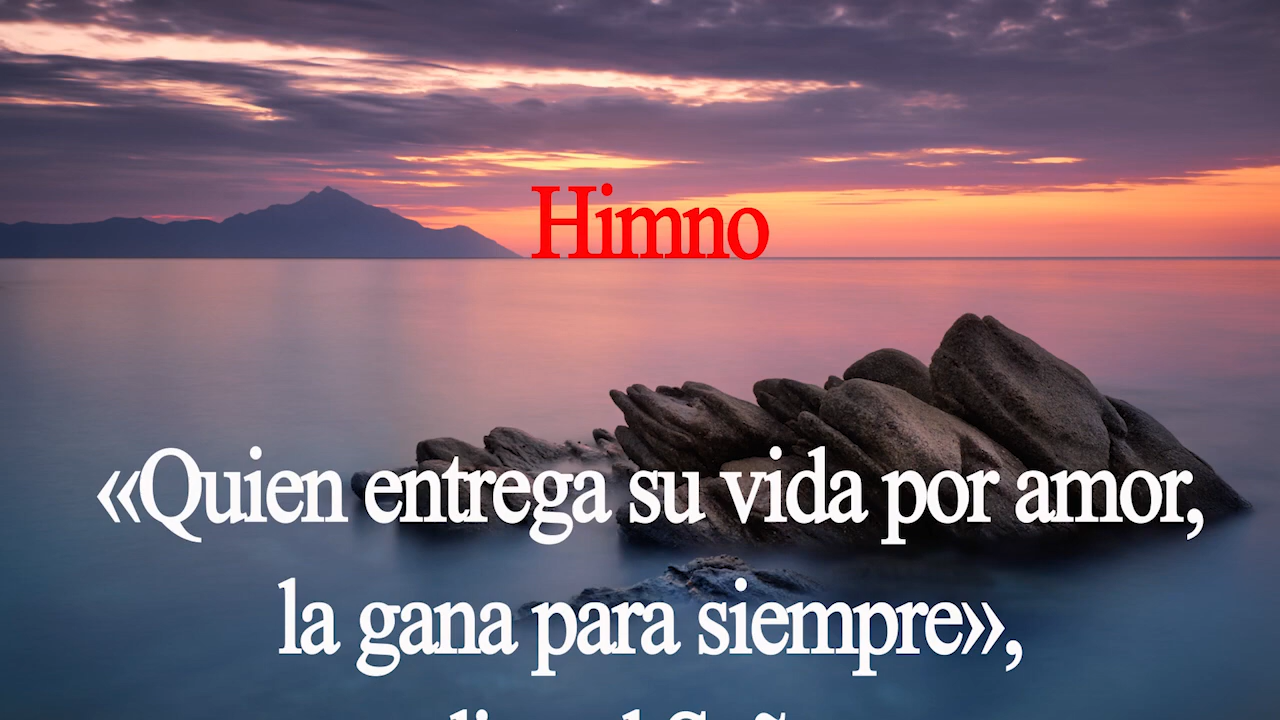 Himno
«Quien entrega su vida por amor,
la gana para siempre»,